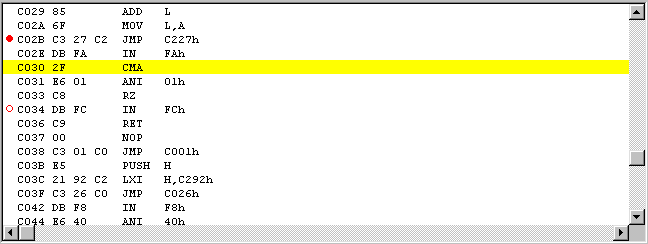 C029 85 ADD L
C02A 6F MOV L,A
C02B C3 27 C2 JMP C227h
C02E DB FA IN FAh
C030 2F CMA
C031 E6 01 ANI 01h
C033 C8 RZ
C034 DB FC IN FCh
C036 C9 RET
C037 00 NOP
C038 C3 01 C0 JMP C001h
C03B E5 PUSH H
C03C 21 92 C2 LXI H,C292h
C03F C3 26 C0 JMP C026h
C042 DB F8 IN F8h
C044 E6 40 ANI 40h